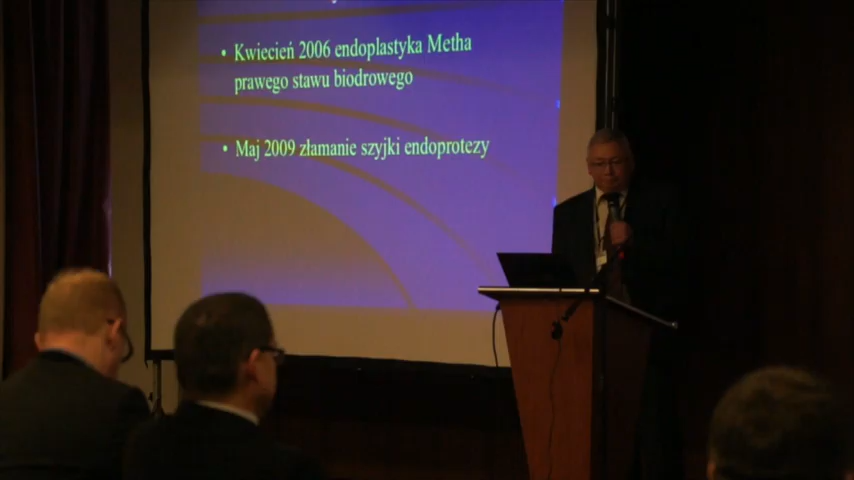 • Kwiecień 2006 endoplastyka Metha
prawego stawu biodrowego
• Maj 2009 złamanie szyjki endoprotezy